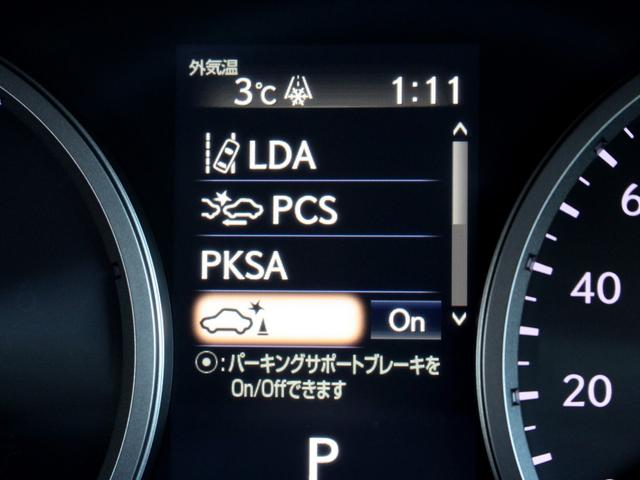 外気温
3℃ 1:11
LDA
PCS
PKSA
On
⦿:パーキングサポートブレーキを
On/Offできます
P
6
40
20